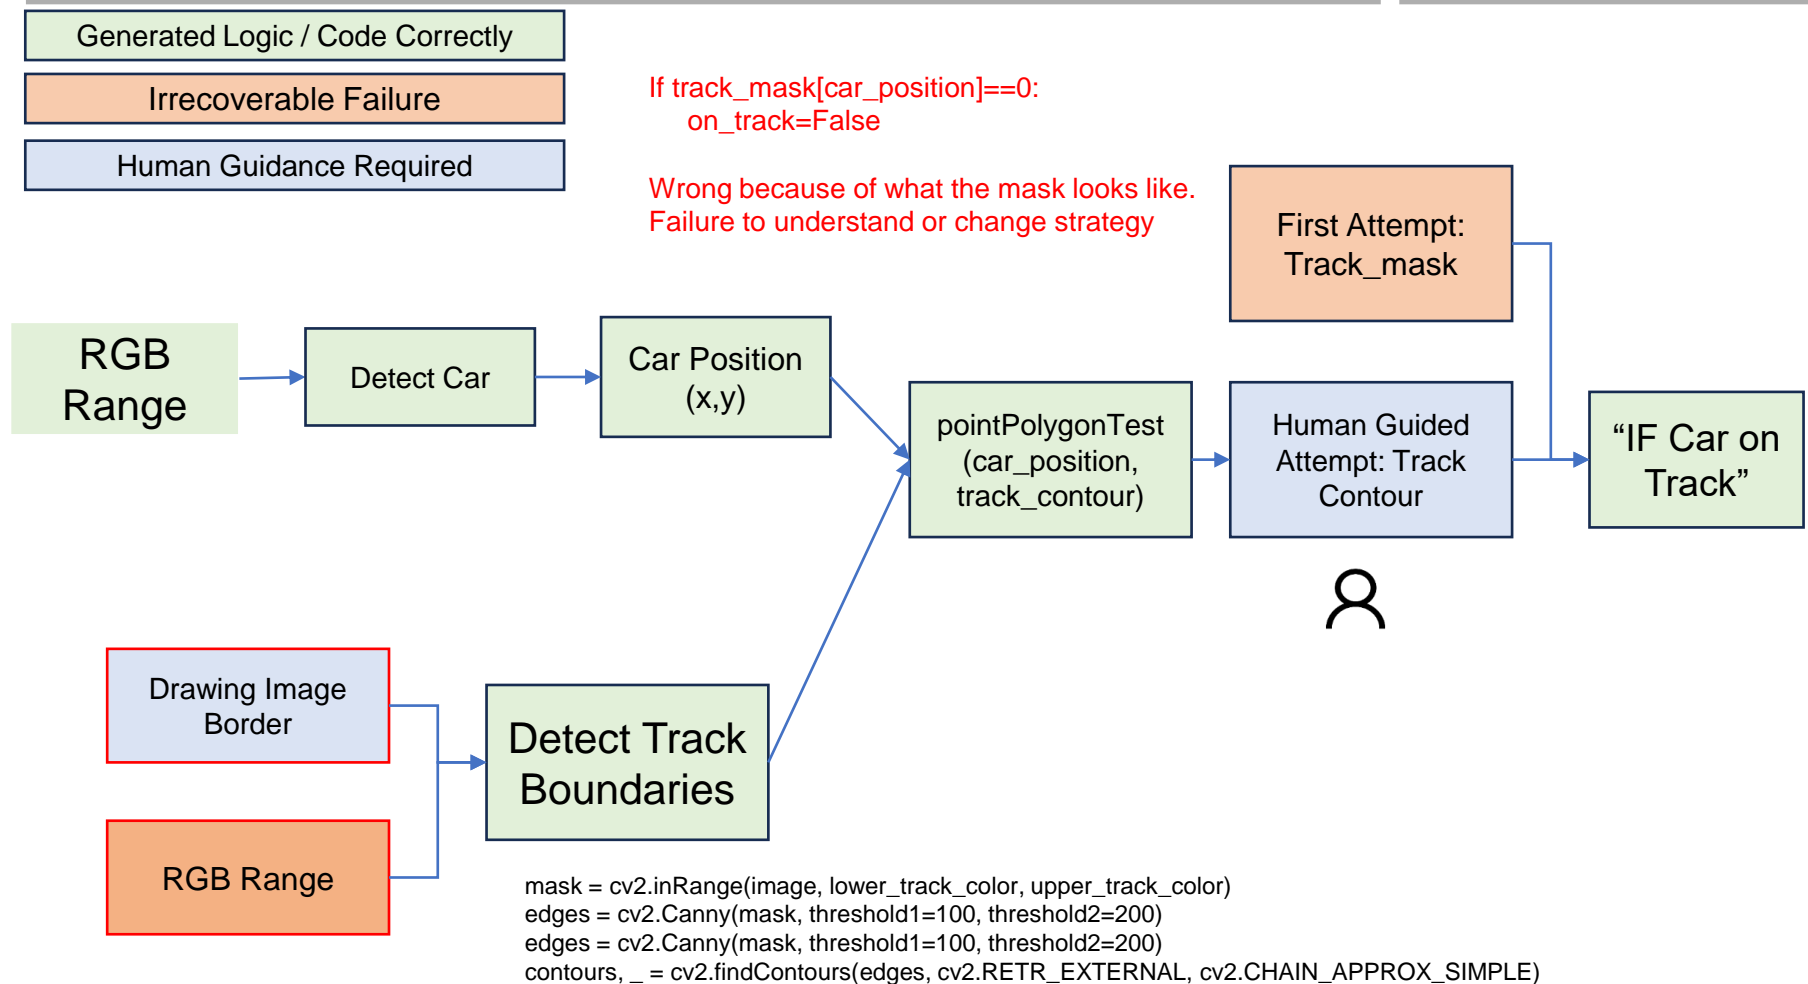 Generated Logic / Code Correctly
Irrecoverable Failure
Human Guidance Required
If track_mask[car_position]==0:
on_track=False
Wrong because of what the mask looks like.
Failure to understand or change strategy
First Attempt:
Track_mask
RGB
Range
Detect Car
Car Position
(x,y)
pointPolygonTest
(car_position,
track_contour)
Human Guided
Attempt: Track
Contour
“IF Car on
Track”
Drawing Image
Border
Detect Track
Boundaries
RGB Range
mask = cv2.inRange(image, lower_track_color, upper_track_color)
edges = cv2.Canny(mask, threshold1=100, threshold2=200)
edges = cv2.Canny(mask, threshold1=100, threshold2=200)
contours, _ = cv2.findContours(edges, cv2.RETR_EXTERNAL, cv2.CHAIN_APPROX_SIMPLE)